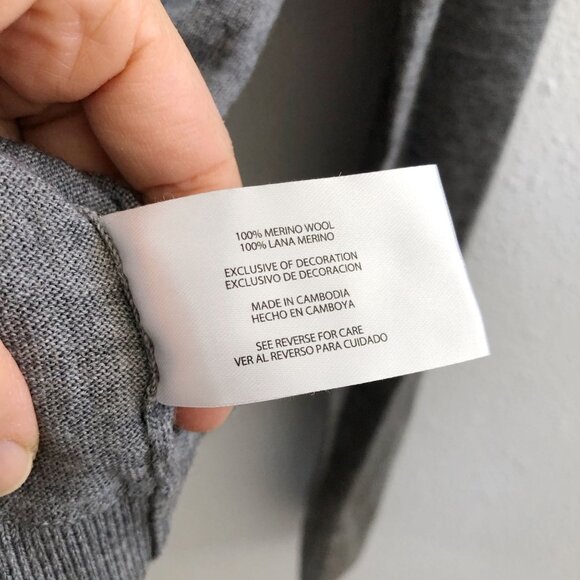 100% MERINO WOOL
100% LANA MERINO
EXCLUSIVE OF DECORATION
EXCLUSIVO DE DECORACION
MADE IN CAMBODIA
HECHO EN CAMBOYA
SEE REVERSE FOR CARE
VER AL REVERSO PARA CUIDADO